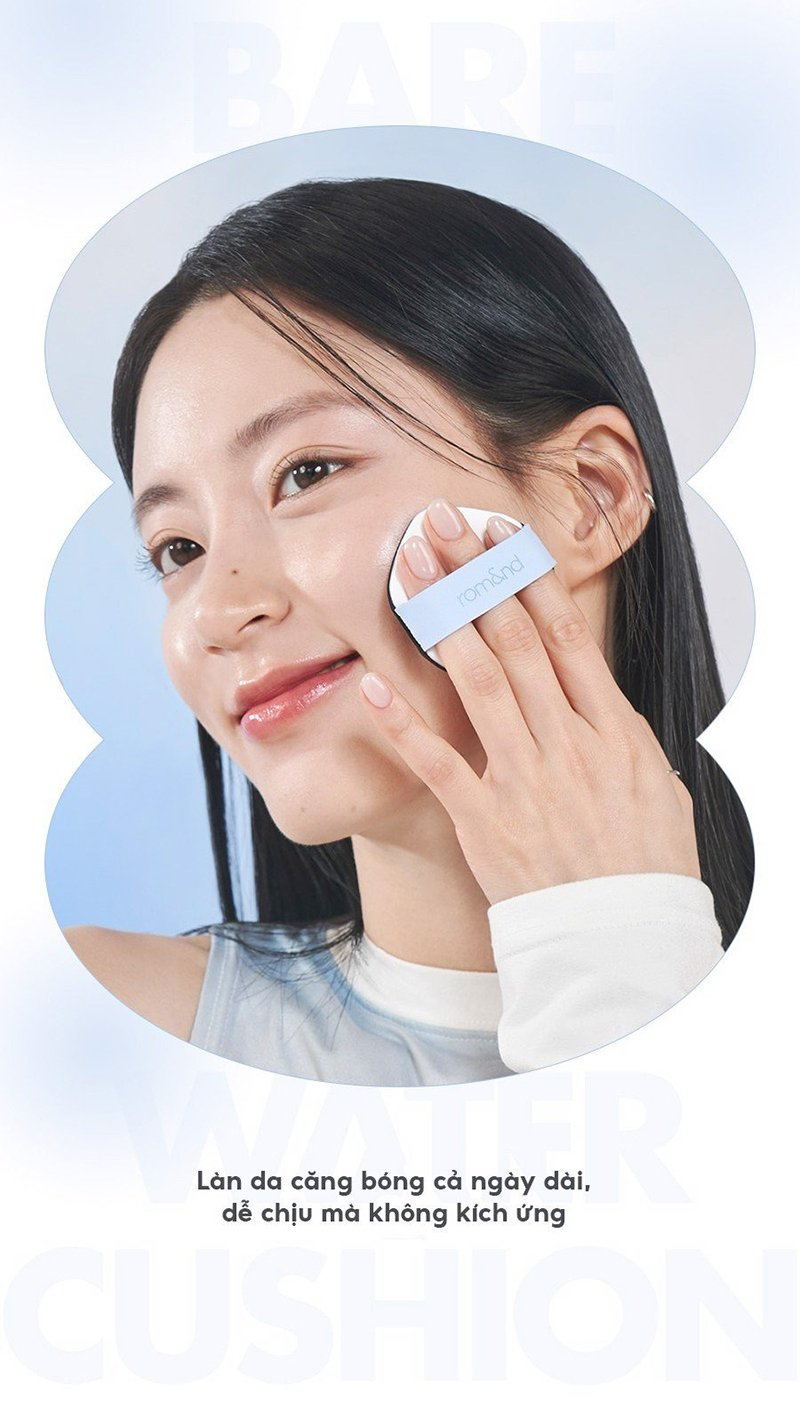 BARE
rom&nd
WATER
Làn da căng bóng cả ngày dài,
dễ chịu mà không kích ứng
CUSHION